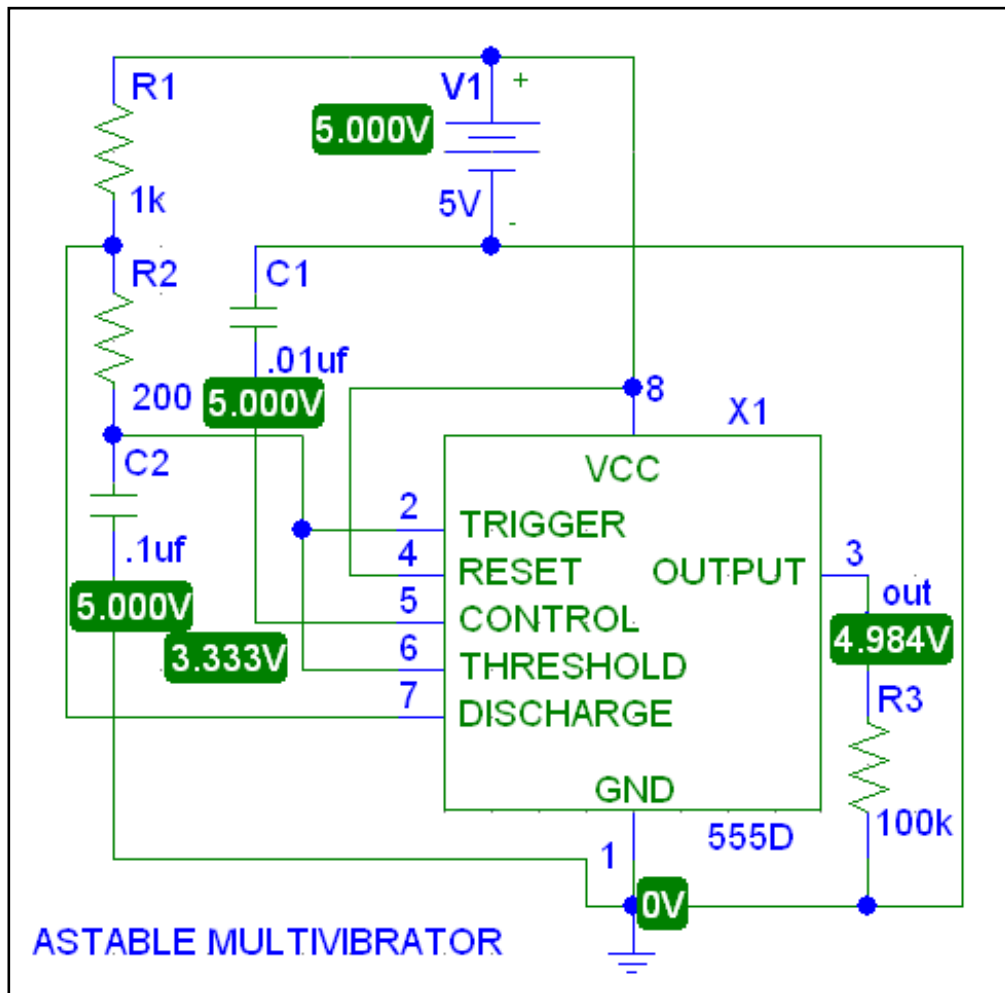 R1
V1 +
5.000V
1k
5V
-
R2
C1
.01uf
200
5.000V
8
X1
C2
VCC
2
TRIGGER
.1uf
4
RESET
OUTPUT
3
out
5.000V
5
CONTROL
4.984V
3.333V
6
THRESHOLD
7
DISCHARGE
R3
GND
100k
1
555D
0V
ASTABLE MULTIVIBRATOR